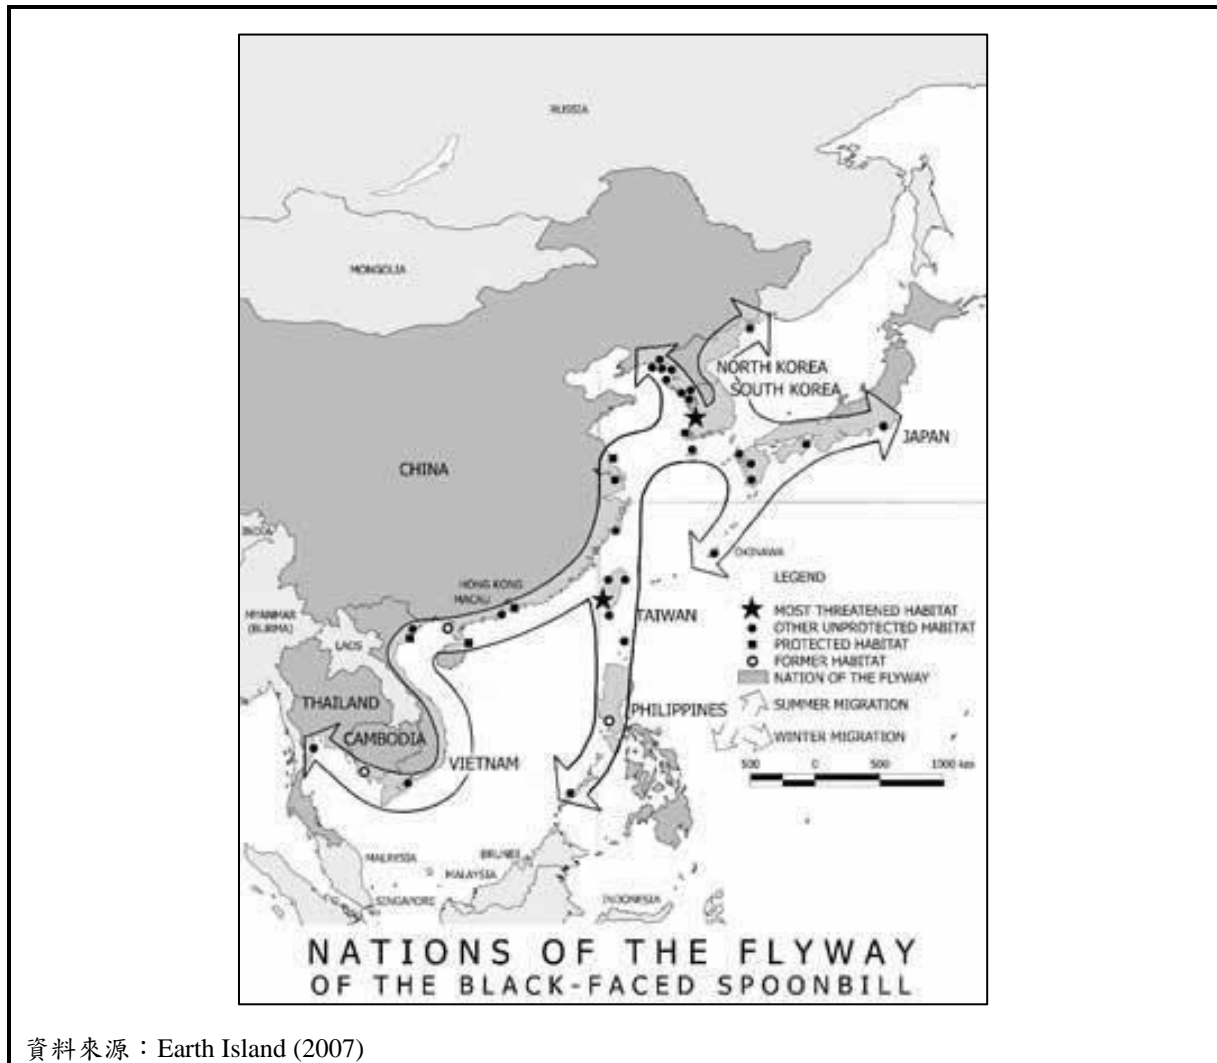 RUSSIA
MONGOLIA
NORTH KOREA
SOUTH KOREA
JAPAN
CHINA
INDIA
OKINAWA
HONG KONG
MACAU
MYANMAR
(BURMA)
LAOS
TAIWAN
THAILAND
CAMBODIA
VIETNAM
PHILIPPINES
LEGEND
MOST THREATENED HABITAT
OTHER UNPROTECTED HABITAT
PROTECTED HABITAT
FORMER HABITAT
NATION OF THE FLYWAY
SUMMER MIGRATION
WINTER MIGRATION
500 0 500 1000 km
MALAYSIA
BRUNEI
MALAYSIA
SINGAPORE
INDONESIA
NATIONS OF THE FLYWAY
OF THE BLACK-FACED SPOONBILL
資料來源：Earth Island (2007)